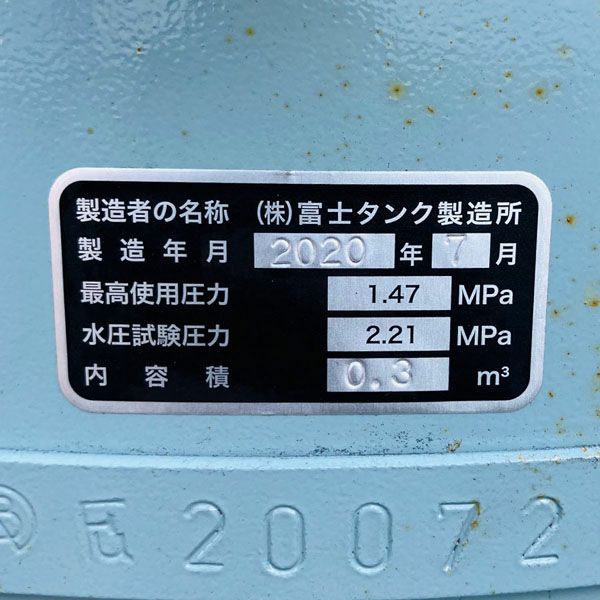 製造者の名称 (株)富士タンク製造所
製造年月 2020 年 7 月
最高使用圧力 1.47 MPa
水圧試験圧力 2.21 MPa
内容積 0.3 m³
20072